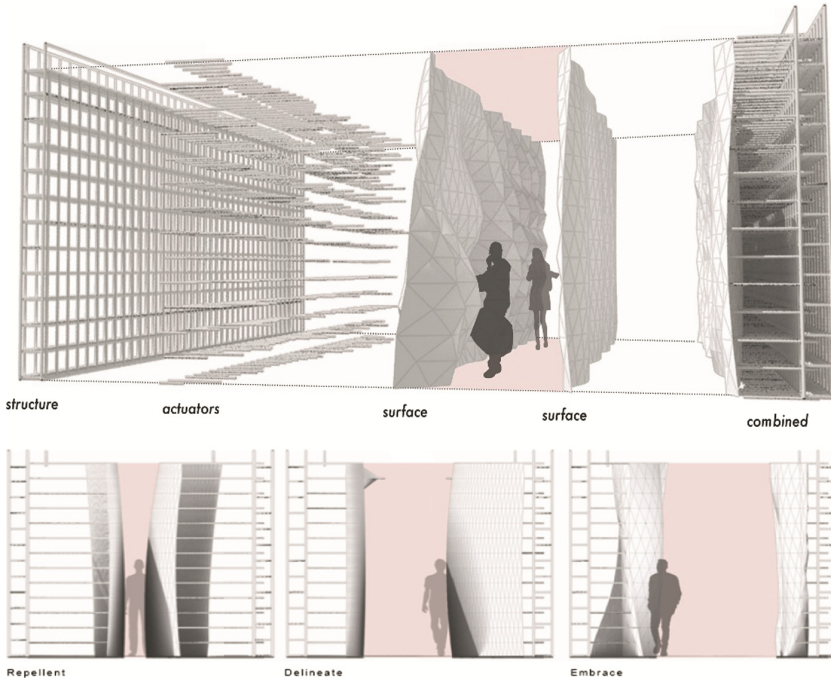 structure
actuators
surface
surface
combined
Repellent
Delineate
Embrace